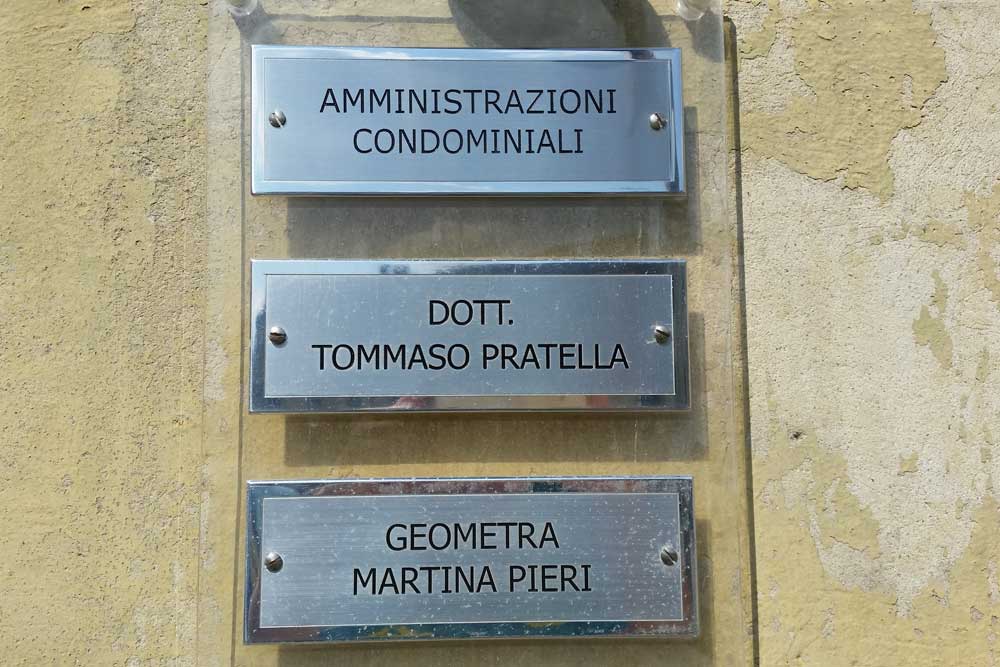 AMMINISTRAZIONI
CONDOMINIALI
DOTT.
TOMMASO PRATELLA
GEOMETRA
MARTINA PIERI